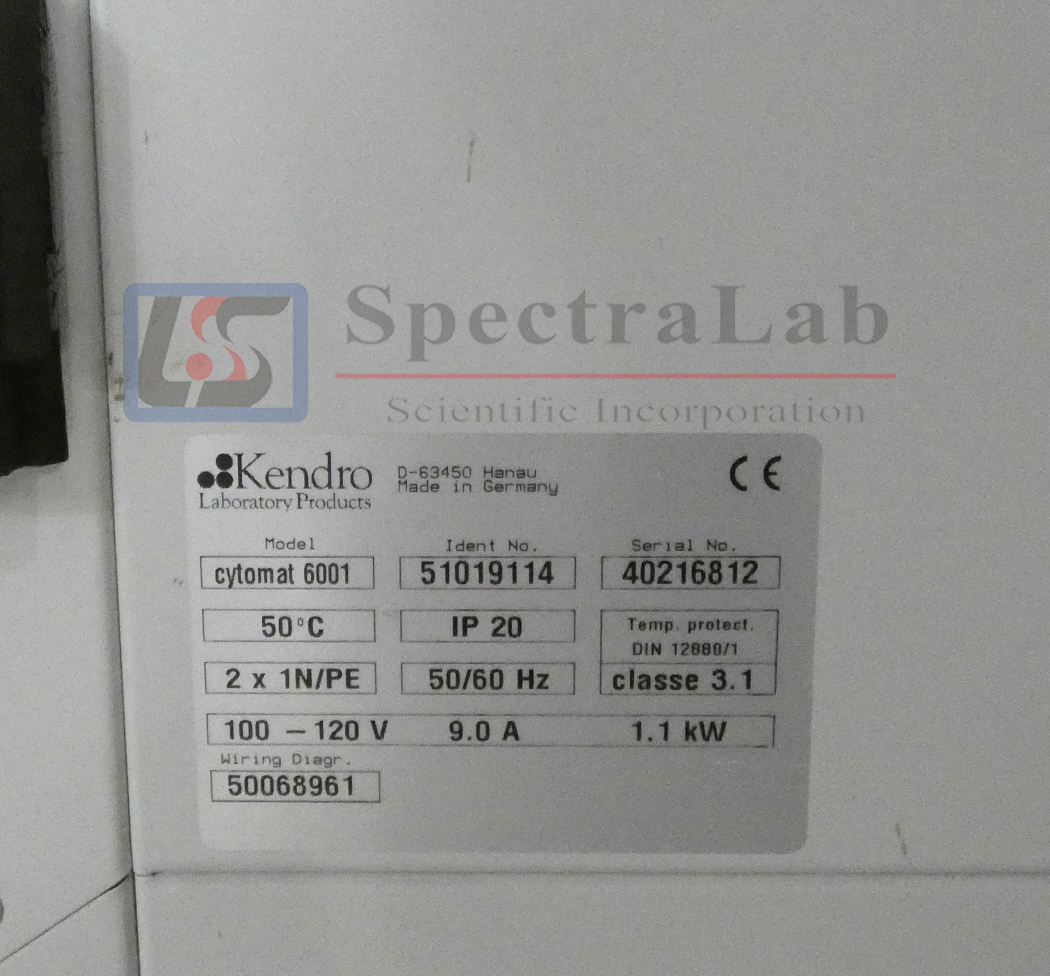 SpectraLab
Scientific Incorporation
Kendro
Laboratory Products
D-63450 Hanau
Made in Germany
CE
Model
cytomat 6001
Ident No.
51019114
Serial No.
40216812
50°C
IP 20
Temp. protect.
DIN 12880/1
classe 3.1
2 x 1N/PE
50/60 Hz
100 – 120 V 9.0 A 1.1 kW
Wiring Diagr.
50068961